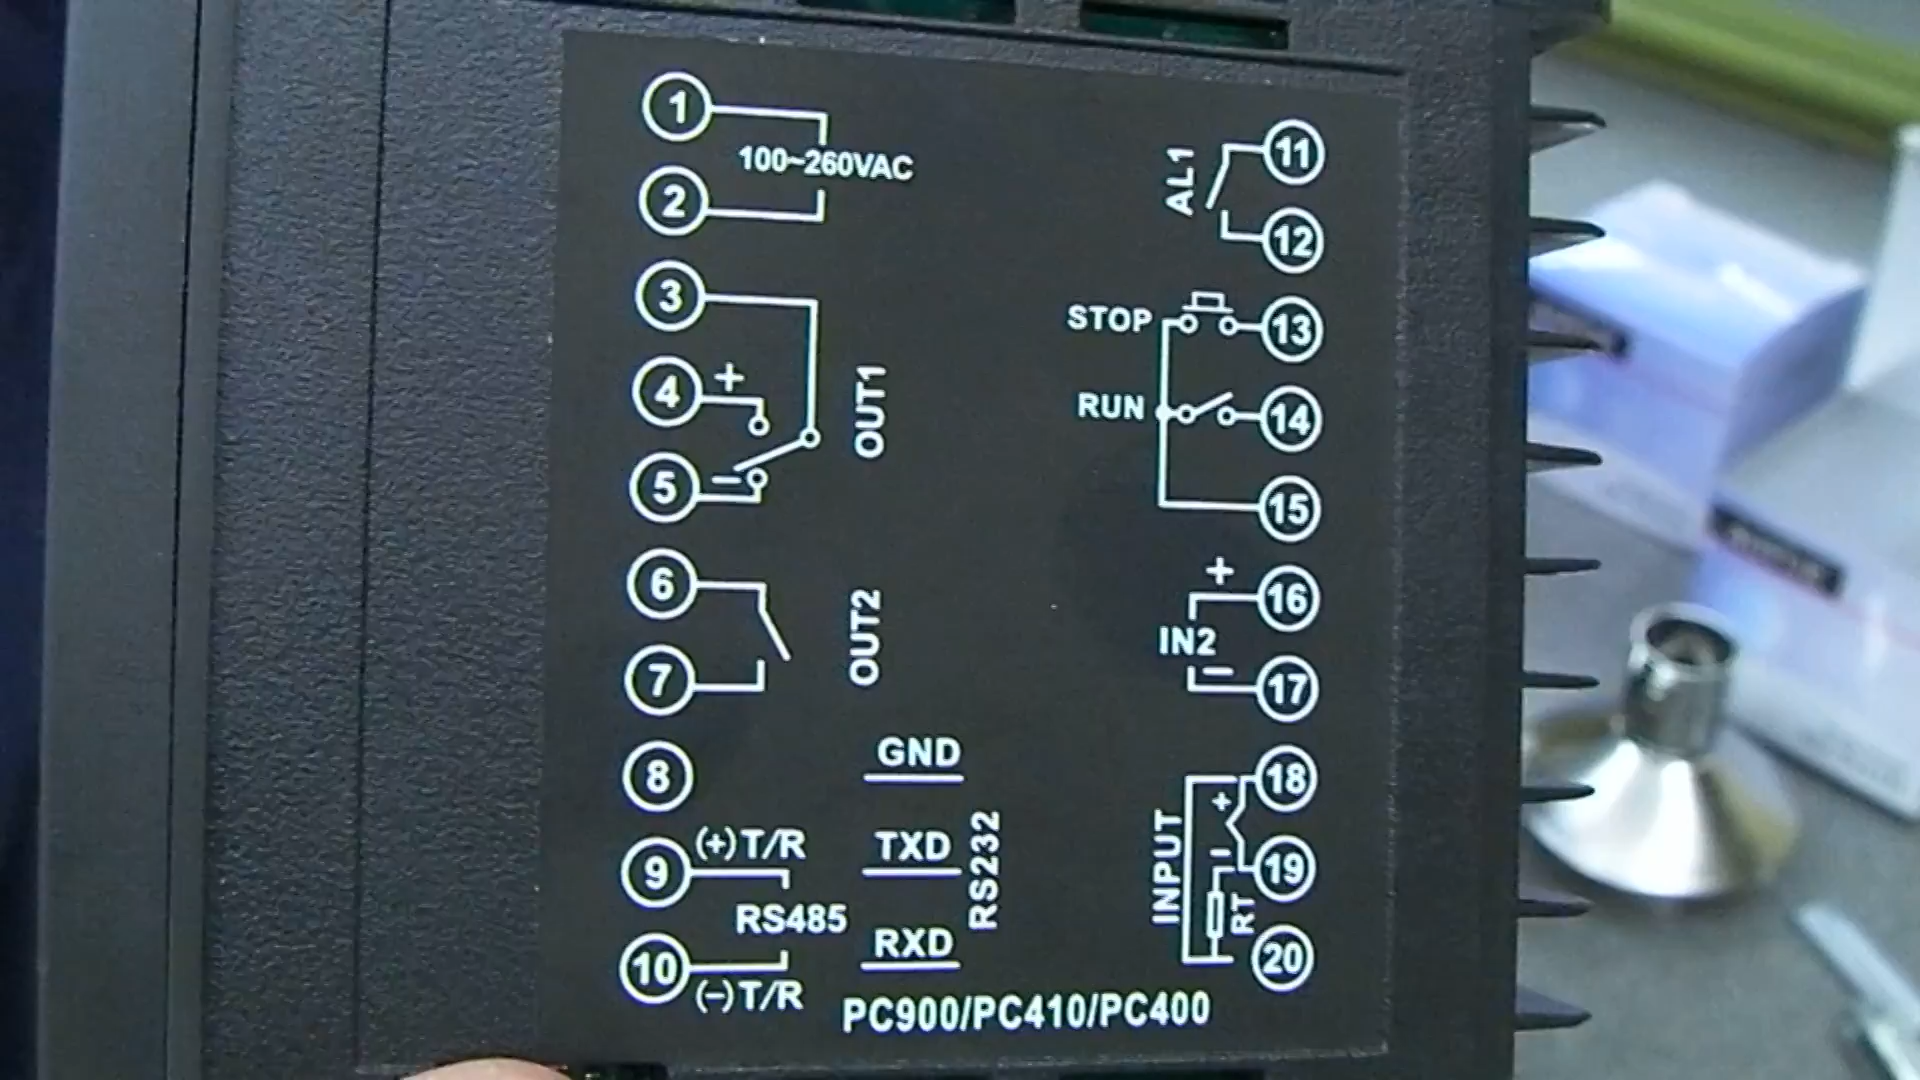 1
100~260VAC
2
3
4 +
5 −
OUT1
6
7
OUT2
8 GND
9 (+)T/R TXD
RS485 RS232
10 (−)T/R RXD
AL1
11
12
STOP 13
RUN 14
15
+ 16
IN2
− 17
INPUT
+ 18
− 19
RT
20
PC900/PC410/PC400